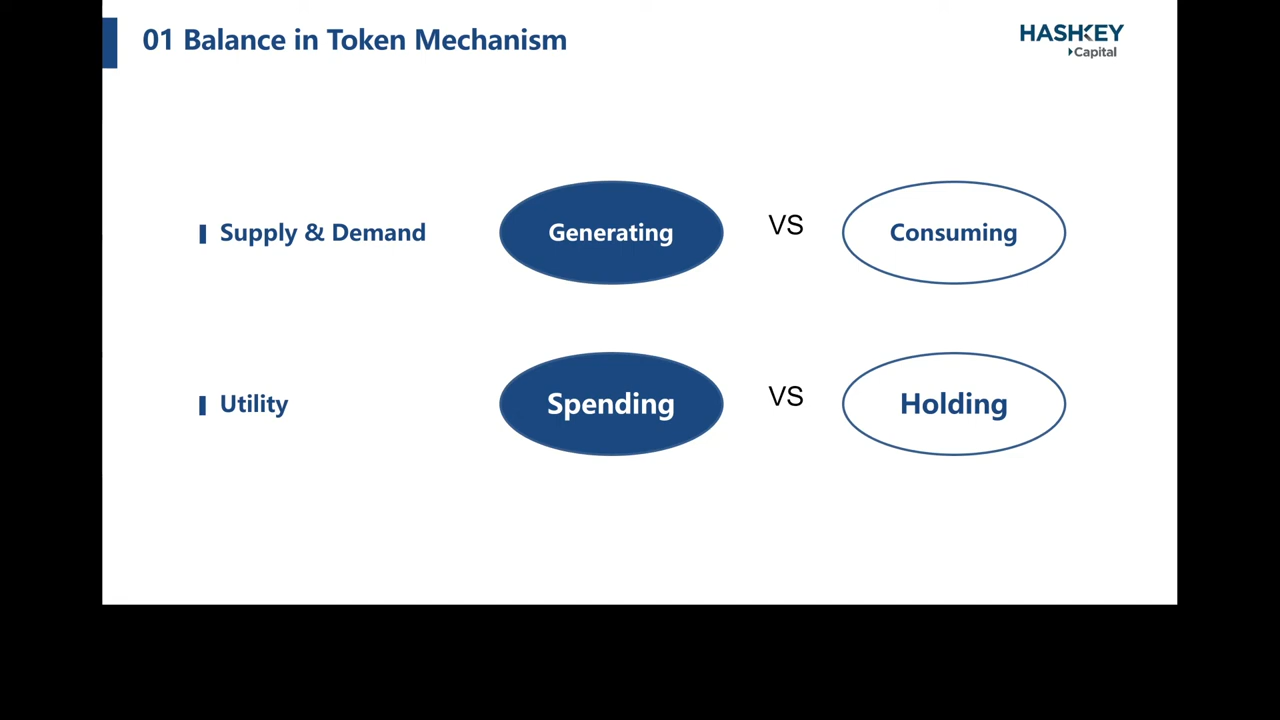 01 Balance in Token Mechanism
HASHKEY
Capital
Supply & Demand
Generating
VS
Consuming
Utility
Spending
VS
Holding